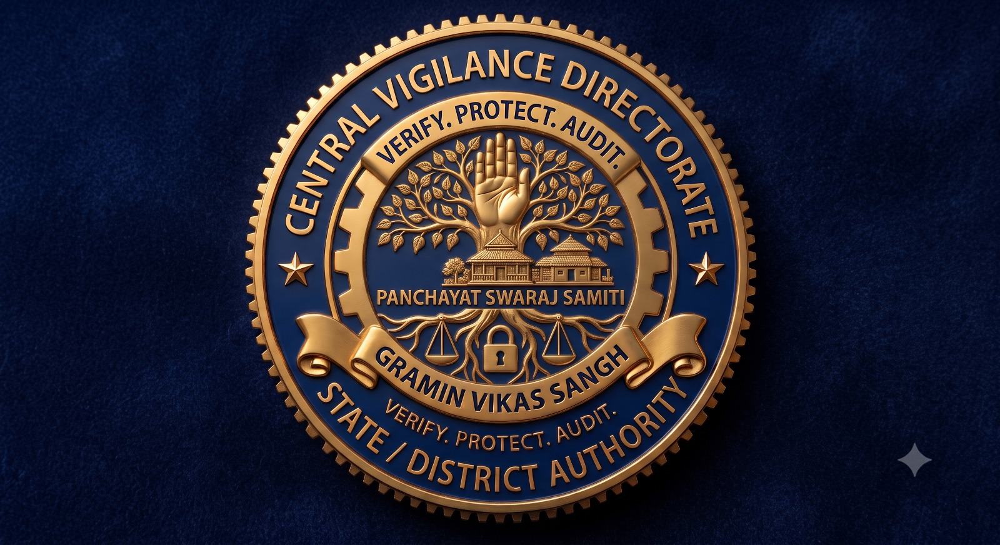 CENTRAL VIGILANCE DIRECTORATE
VERIFY. PROTECT. AUDIT.
PANCHAYAT SWARAJ SAMITI
GRAMIN VIKAS SANGH
VERIFY. PROTECT. AUDIT.
STATE / DISTRICT AUTHORITY